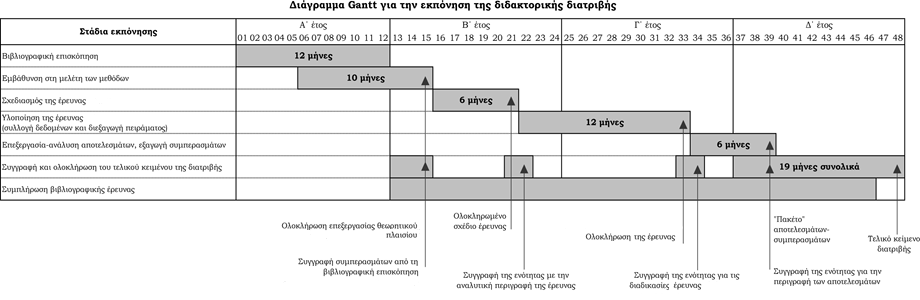 Διάγραμμα Gantt για την εκπόνηση της διδακτορικής διατριβής
Στάδια εκπόνησης
Α΄ έτος
Β΄ έτος
Γ΄ έτος
Δ΄ έτος
01 02 03 04 05 06 07 08 09 10 11 12 13 14 15 16 17 18 19 20 21 22 23 24 25 26 27 28 29 30 31 32 33 34 35 36 37 38 39 40 41 42 43 44 45 46 47 48
Βιβλιογραφική επισκόπηση
12 μήνες
Εμβάθυνση στη μελέτη των μεθόδων
10 μήνες
Σχεδιασμός της έρευνας
6 μήνες
Υλοποίηση της έρευνας
(συλλογή δεδομένων και διεξαγωγή πειράματος)
12 μήνες
Επεξεργασία-ανάλυση αποτελεσμάτων, εξαγωγή συμπερασμάτων
6 μήνες
Συγγραφή και ολοκλήρωση του τελικού κειμένου της διατριβής
19 μήνες συνολικά
Συμπλήρωση βιβλιογραφικής έρευνας
Ολοκλήρωση επεξεργασίας θεωρητικού
πλαισίου
Συγγραφή συμπερασμάτων από τη
βιβλιογραφική επισκόπηση
Ολοκληρωμένο
σχέδιο έρευνας
Συγγραφή της ενότητας με την
αναλυτική περιγραφή της έρευνας
Ολοκλήρωση της έρευνας
Συγγραφή της ενότητας για τις
διαδικασίες έρευνας
"Πακέτο"
αποτελεσμάτων-
συμπερασμάτων
Συγγραφή της ενότητας για την
περιγραφή των αποτελεσμάτων
Τελικό κείμενο
διατριβής